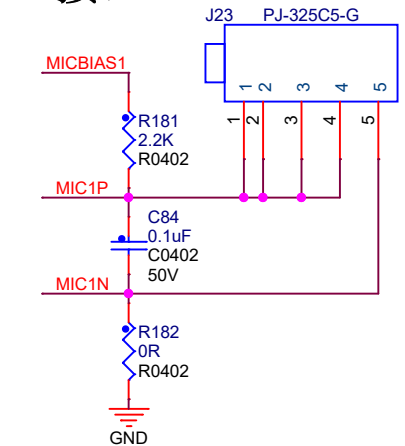 J23 PJ-325C5-G
MICBIAS1
1 2 3 4 5
1 2 3 4 5
R181
2.2K
R0402
MIC1P
C84
0.1uF
C0402
50V
MIC1N
R182
0R
R0402
GND